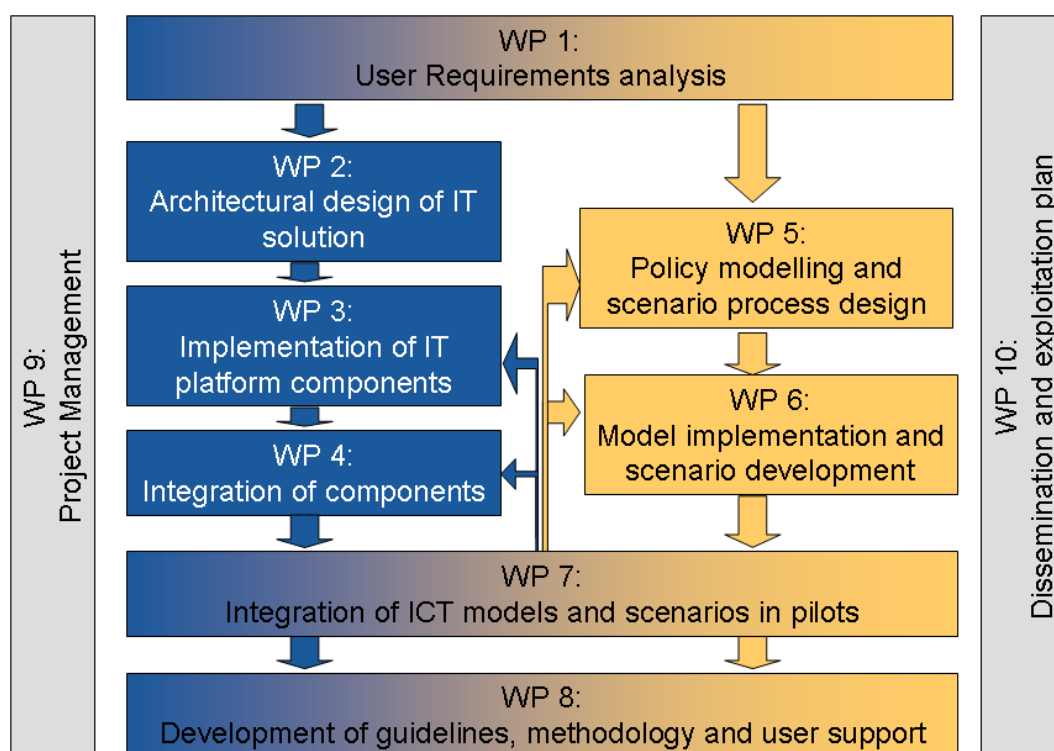 WP 1:
User Requirements analysis
WP 2:
Architectural design of IT
solution
WP 3:
Implementation of IT
platform components
WP 4:
Integration of components
WP 5:
Policy modelling and
scenario process design
WP 6:
Model implementation and
scenario development
WP 7:
Integration of ICT models and scenarios in pilots
WP 8:
Development of guidelines, methodology and user support
WP 9:
Project Management
WP 10:
Dissemination and exploitation plan